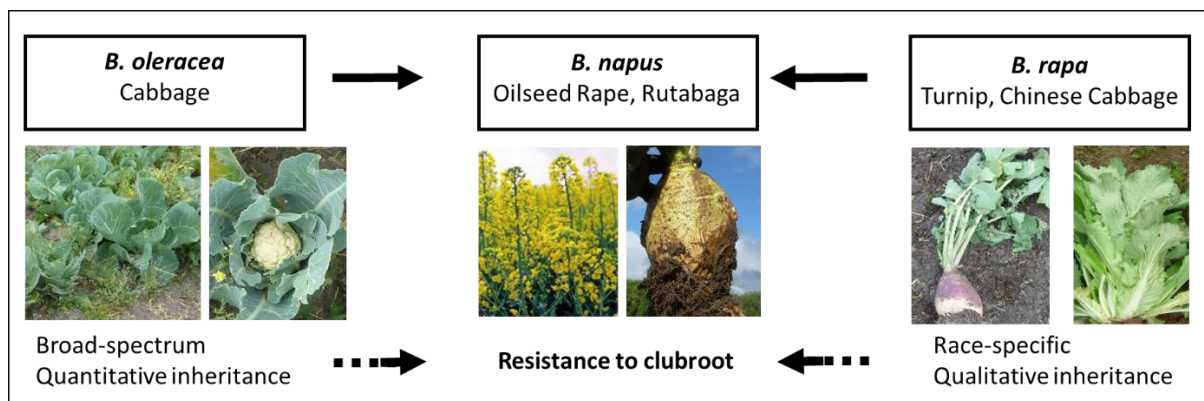 B. oleracea
Cabbage
B. napus
Oilseed Rape, Rutabaga
B. rapa
Turnip, Chinese Cabbage
Broad-spectrum
Quantitative inheritance
Resistance to clubroot
Race-specific
Qualitative inheritance